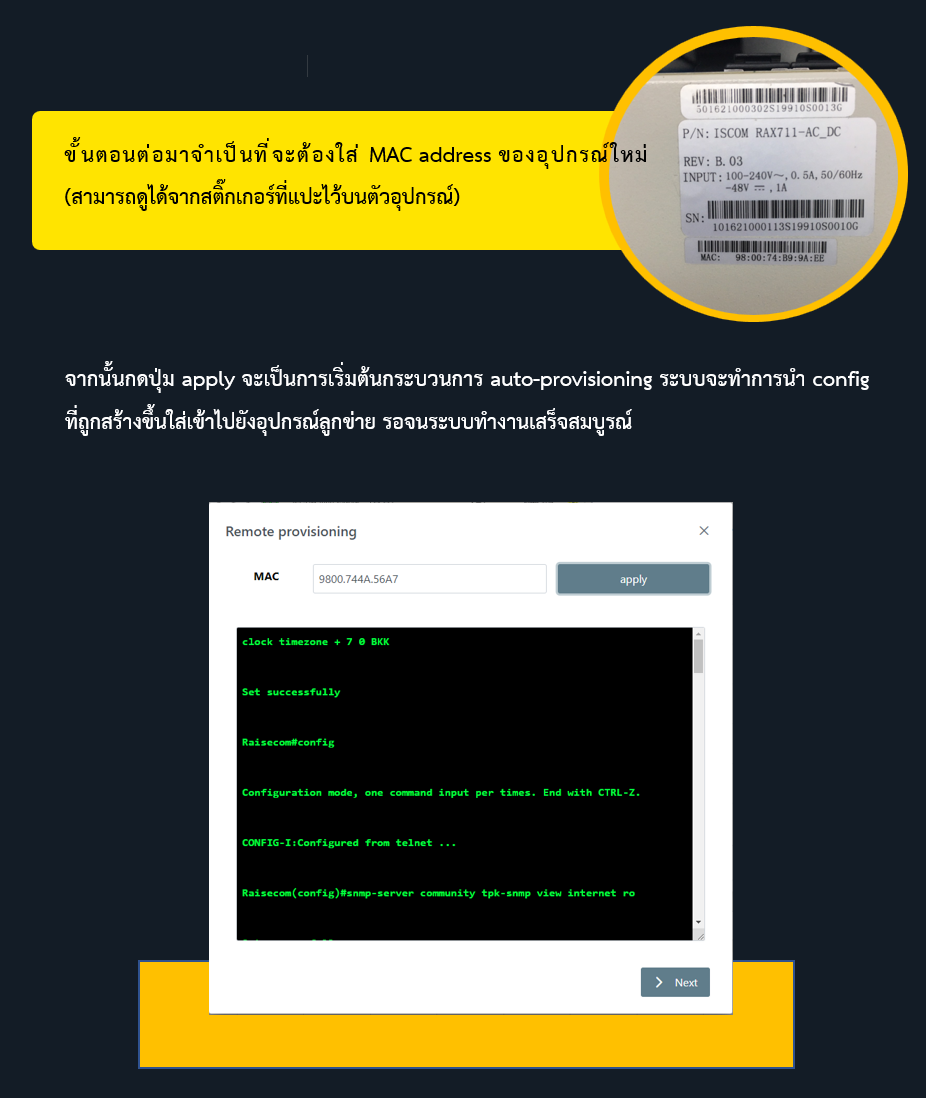 ขั้นตอนต่อมาจำเป็นที่จะต้องใส่ MAC address ของอุปกรณ์ใหม่
(สามารถดูได้จากสติ๊กเกอร์ที่แปะไว้บนตัวอุปกรณ์)
501621000302S19910S0013G
P/N: ISCOM RAX711-AC_DC
REV: B.03
INPUT: 100-240V~, 0.5A, 50/60Hz
-48V ⎓, 1A
SN:
101621000113S19910S0010G
MAC: 98:00:74:B9:9A:EE
จากนั้นกดปุ่ม apply จะเป็นการเริ่มต้นกระบวนการ auto-provisioning ระบบจะทำการนำ config
ที่ถูกสร้างขึ้นใส่เข้าไปยังอุปกรณ์ลูกข่าย รอจนระบบทำงานเสร็จสมบูรณ์
Remote provisioning
MAC 9800.744A.56A7 apply
clock timezone + 7 0 BKK
Set successfully
Raisecom#config
Configuration mode, one command input per times. End with CTRL-Z.
CONFIG-I:Configured from telnet ...
Raisecom(config)#snmp-server community tpk-snmp view internet ro
Next